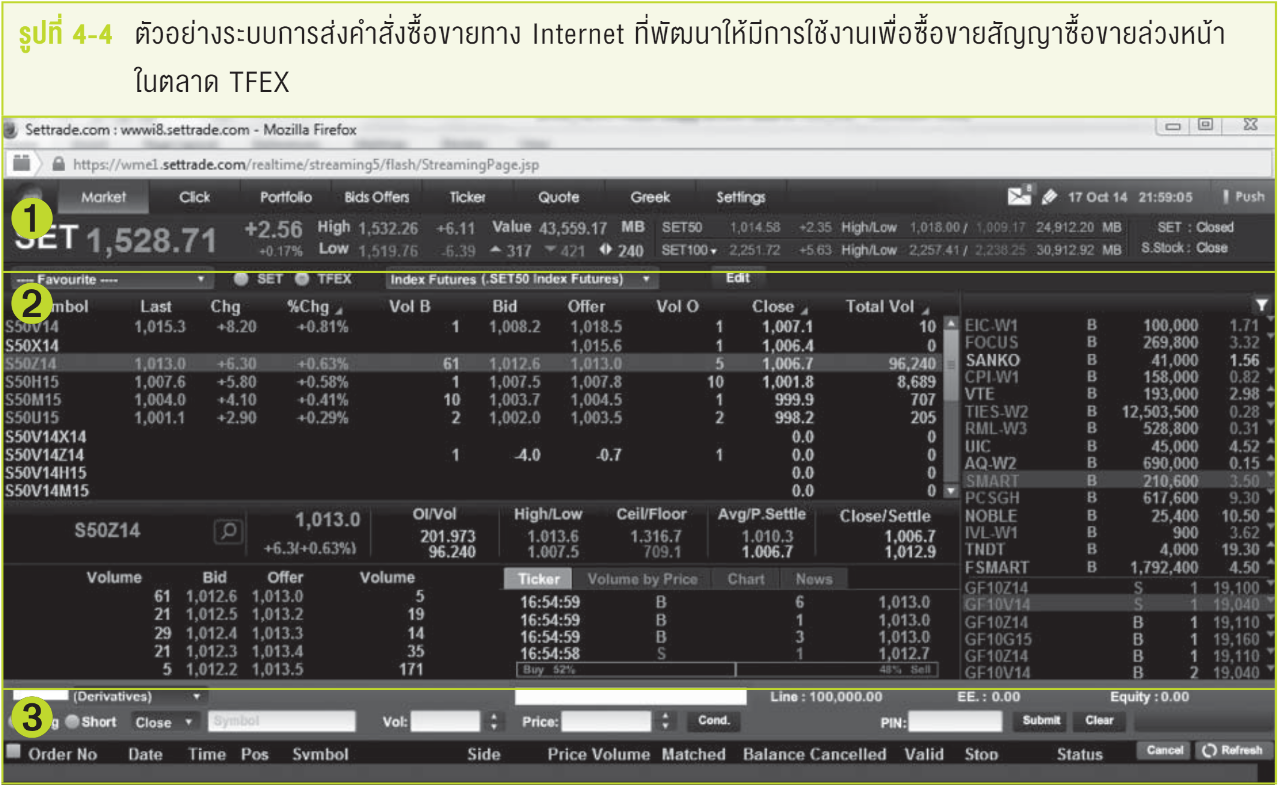 รูปที่ 4-4 ตัวอย่างระบบการส่งคำสั่งซื้อขายทาง Internet ที่พัฒนาให้มีการใช้งานเพื่อซื้อขายสัญญาซื้อขายล่วงหน้า
ในตลาด TFEX
Settrade.com : wwwi8.settrade.com - Mozilla Firefox
https://wme1.settrade.com/realtime/streaming5/flash/StreamingPage.jsp
Market Click Portfolio Bids Offers Ticker Quote Greek Settings 8 17 Oct 14 21:59:05 Push
1
SET 1,528.71 +2.56 High 1,532.26 +6.11 Value 43,559.17 MB SET50 1,014.58 +2.35 High/Low 1,018.00 / 1,009.17 24,912.20 MB SET : Closed
+0.17% Low 1,519.76 -6.39 317 421 240 SET100 2,251.72 +5.63 High/Low 2,257.41 / 2,238.25 30,912.92 MB S.Stock : Close
---- Favourite ---- SET TFEX Index Futures (.SET50 Index Futures) Edit
2
mbol Last Chg %Chg Vol B Bid Offer Vol O Close Total Vol
S50V14 1,015.3 +8.20 +0.81% 1 1,008.2 1,018.5 1 1,007.1 10
S50X14 1,015.6 1 1,006.4 0
S50Z14 1,013.0 +6.30 +0.63% 61 1,012.6 1,013.0 5 1,006.7 96,240
S50H15 1,007.6 +5.80 +0.58% 1 1,007.5 1,007.8 10 1,001.8 8,689
S50M15 1,004.0 +4.10 +0.41% 10 1,003.7 1,004.5 1 999.9 707
S50U15 1,001.1 +2.90 +0.29% 2 1,002.0 1,003.5 2 998.2 205
S50V14X14 0.0 0
S50V14Z14 1 -4.0 -0.7 1 0.0 0
S50V14H15 0.0 0
S50V14M15 0.0 0
EIC-W1 B 100,000 1.71
FOCUS B 269,800 3.32
SANKO B 41,000 1.56
CPI-W1 B 158,000 0.82
VTE B 193,000 2.98
TIES-W2 B 12,503,500 0.28
RML-W3 B 528,800 0.31
UIC B 45,000 4.52
AQ-W2 B 690,000 0.15
SMART B 210,600 3.50
PCSGH B 617,600 9.30
NOBLE B 25,400 10.50
IVL-W1 B 900 3.62
TNDT B 4,000 19.30
FSMART B 1,792,400 4.50
GF10Z14 S 1 19,100
GF10V14 S 1 19,040
GF10Z14 B 1 19,110
GF10G15 B 1 19,160
GF10Z14 B 1 19,110
GF10V14 B 2 19,040
S50Z14 1,013.0 OI/Vol High/Low Ceil/Floor Avg/P.Settle Close/Settle
201.973 1.013.6 1.316.7 1.010.3 1,006.7
+6.3(+0.63%) 96.240 1.007.5 709.1 1.006.7 1,012.9
Volume Bid Offer Volume
61 1,012.6 1,013.0 5
21 1,012.5 1,013.2 19
29 1,012.4 1,013.3 14
21 1,012.3 1,013.4 35
5 1,012.2 1,013.5 171
Ticker Volume by Price Chart News
16:54:59 B 6 1,013.0
16:54:59 B 1 1,013.0
16:54:59 B 3 1,013.0
16:54:58 S 1 1,012.7
Buy 52% 48% Sell
(Derivatives) Line : 100,000.00 EE. : 0.00 Equity : 0.00
3
g Short Close Symbol Vol: Price: Cond. PIN: Submit Clear
Order No Date Time Pos Symbol Side Price Volume Matched Balance Cancelled Valid Stop Status Cancel Refresh